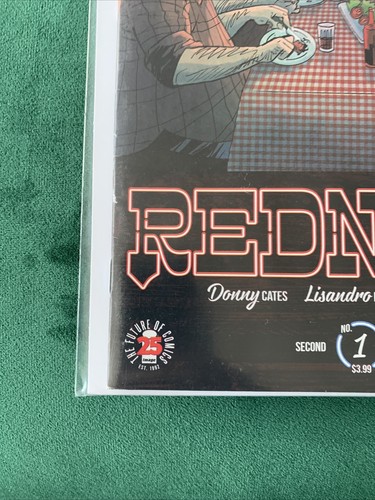 REDN
Donny CATES Lisandro
THE FUTURE OF COMICS
25
image
EST. 1992
SECOND
NO.
1
$3.99